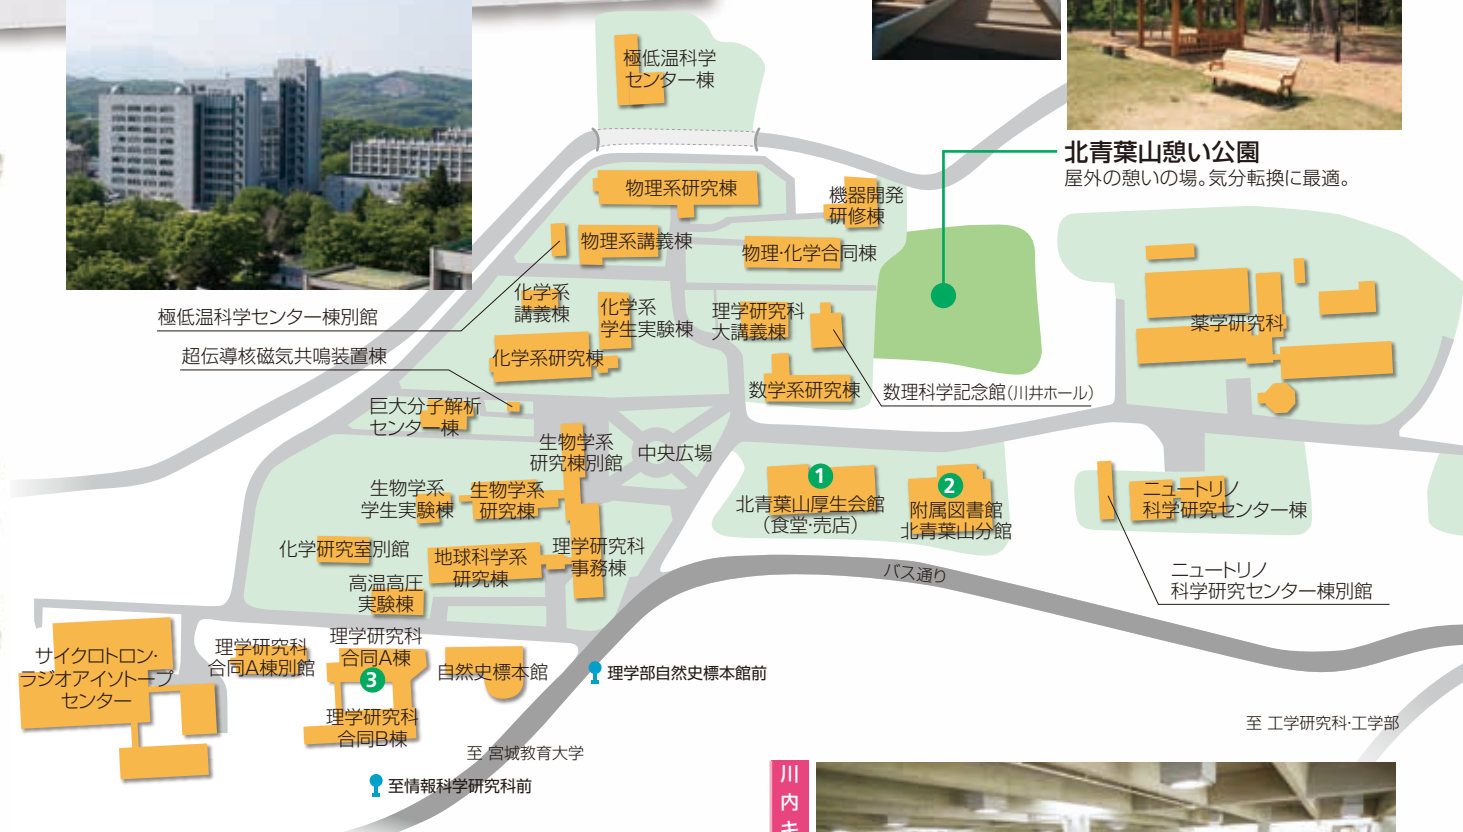 極低温科学
センター棟
北青葉山憩い公園
屋外の憩いの場。気分転換に最適。
物理系研究棟
機器開発
研修棟
物理系講義棟
物理・化学合同棟
極低温科学センター棟別館
化学系
講義棟
化学系
学生実験棟
理学研究科
大講義棟
薬学研究科
超伝導核磁気共鳴装置棟
化学系研究棟
数学系研究棟
数理科学記念館(川井ホール)
巨大分子解析
センター棟
生物学系
研究棟別館
中央広場
生物学系
学生実験棟
生物学系
研究棟
1
北青葉山厚生会館
(食堂・売店)
2
附属図書館
北青葉山分館
ニュートリノ
科学研究センター棟
化学研究室別館
地球科学系
研究棟
理学研究科
事務棟
高温高圧
実験棟
バス通り
ニュートリノ
科学研究センター棟別館
サイクロトロン・
ラジオアイソトープ
センター
理学研究科
合同A棟別館
理学研究科
合同A棟
3
自然史標本館
理学部自然史標本館前
理学研究科
合同B棟
至 宮城教育大学
至 工学研究科・工学部
至情報科学研究科前
川内キ